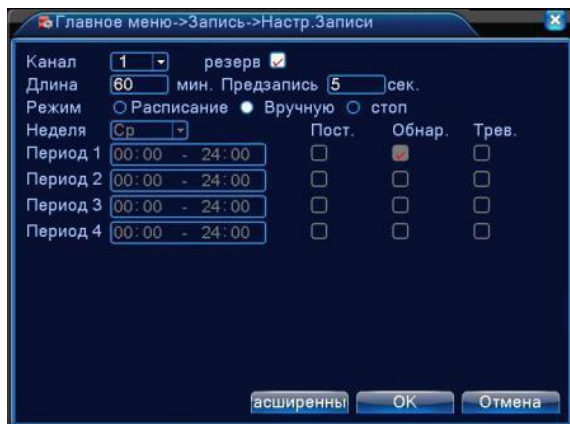 Главное меню->Запись->Настр.Записи
Канал 1 резерв
Длина 60 мин. Предзапись 5 сек.
Режим Расписание Вручную стоп
Неделя Ср Пост. Обнар. Трев.
Период 1 00:00 - 24:00
Период 2 00:00 - 24:00
Период 3 00:00 - 24:00
Период 4 00:00 - 24:00
асширенны OK Отмена